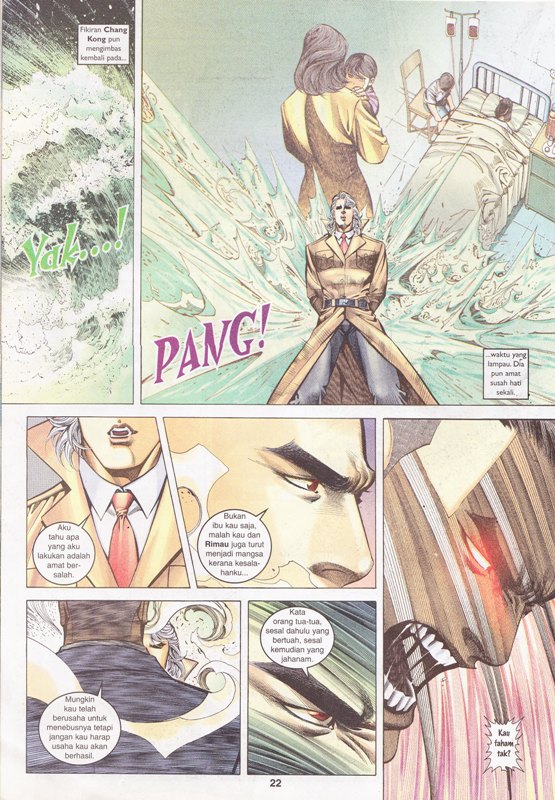 Fikiran Chang
Kong pun
mengimbas
kembali pada...
Yak...!
PANG!
...waktu yang
lampau. Dia
pun amat
susah hati
sekali.
Aku
tahu apa
yang aku
lakukan adalah
amat ber-
salah.
Bukan
ibu kau saja,
malah kau dan
Rimau juga turut
menjadi mangsa
kerana kesala-
hanku...
Mungkin
kau telah
berusaha untuk
menebusnya tetapi
jangan kau harap
usaha kau akan
berhasil.
Kata
orang tua-tua,
sesal dahulu yang
bertuah, sesal
kemudian yang
jahanam.
Kau
faham
tak?
22